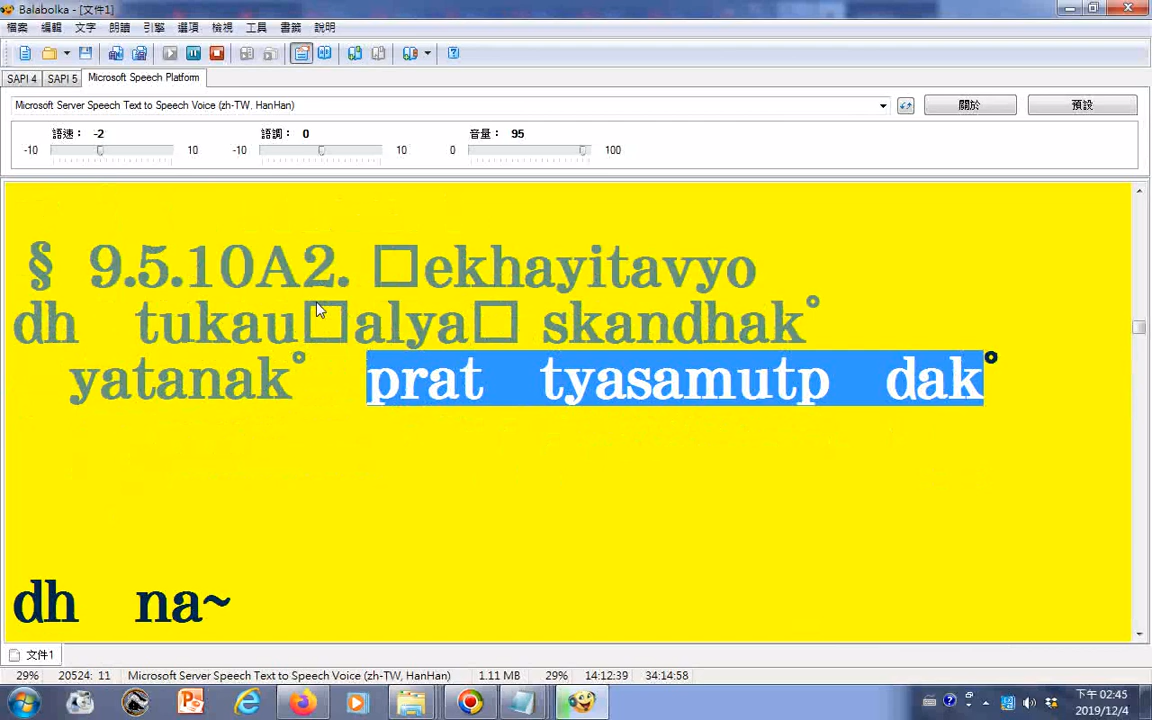 Balabolka - [文件1]
檔案 編輯 文字 朗讀 引擎 選項 檢視 工具 書籤 說明
SAPI 4 SAPI 5 Microsoft Speech Platform
Microsoft Server Speech Text to Speech Voice (zh-TW, HanHan) 關於 預設
語速： -2 語調： 0 音量： 95
-10 10 -10 10 0 100
§ 9.5.10A2. □ekhayitavyo
dh tukau□alya□ skandhak°
yatanak° prat tyasamutp dak°
dh na~
文件1
29% 20524: 11 Microsoft Server Speech Text to Speech Voice (zh-TW, HanHan) 1.11 MB 29% 14:12:39 34:14:58
下午 02:45
2019/12/4